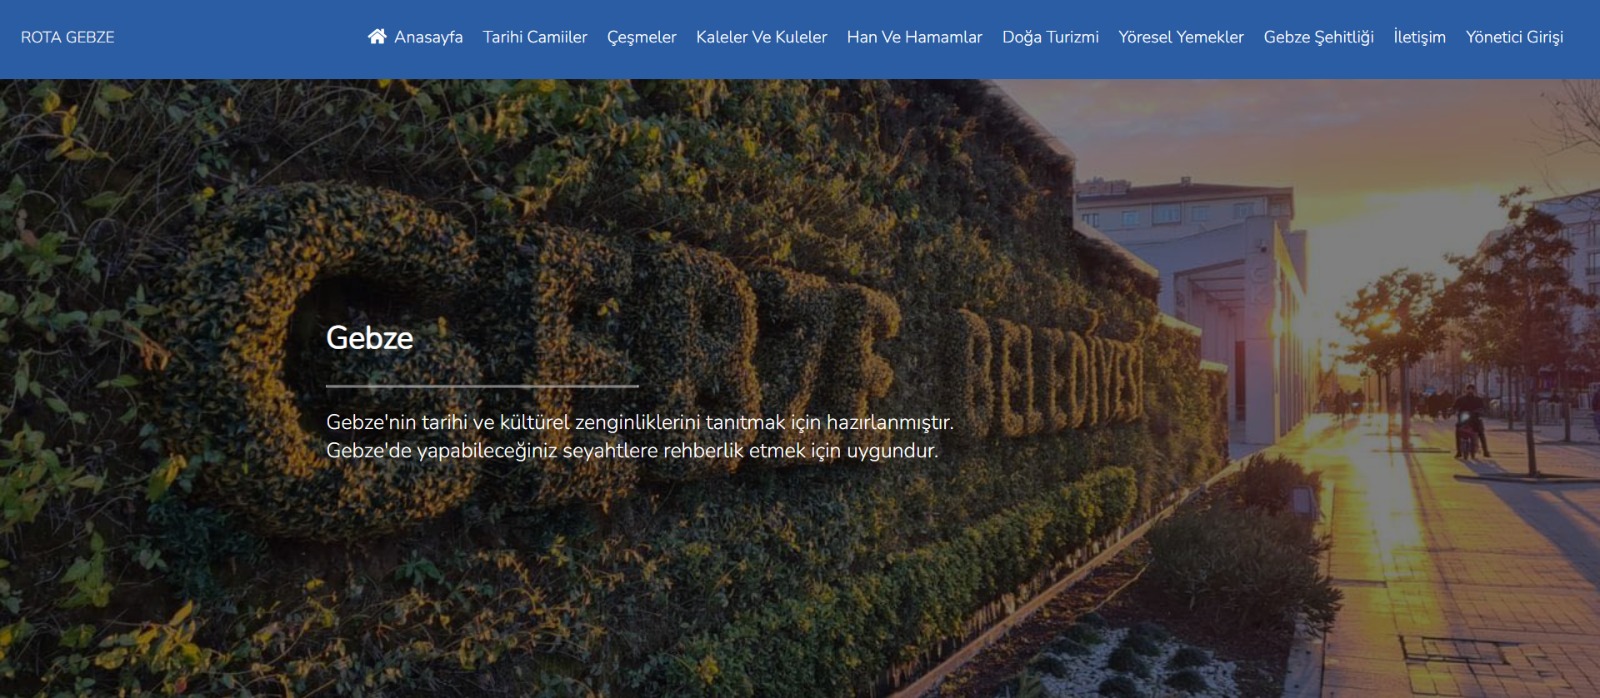 ROTA GEBZE
Anasayfa Tarihi Camiiler Çeşmeler Kaleler Ve Kuleler Han Ve Hamamlar Doğa Turizmi Yöresel Yemekler Gebze Şehitliği İletişim Yönetici Girişi
GEBZE BELEDİYESİ
Gebze
Gebze'nin tarihi ve kültürel zenginliklerini tanıtmak için hazırlanmıştır.
Gebze'de yapabileceğiniz seyahtlere rehberlik etmek için uygundur.